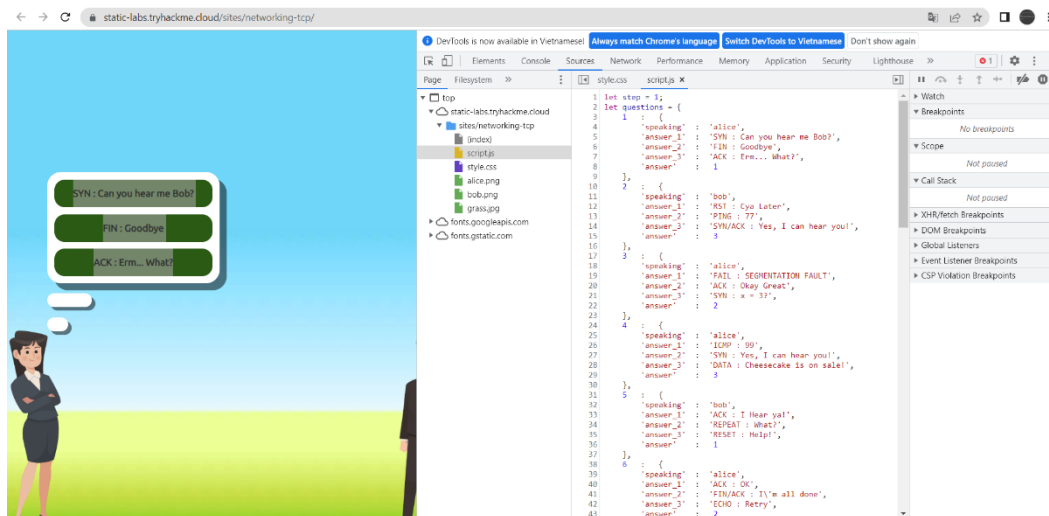 static-labs.tryhackme.cloud/sites/networking-tcp/
DevTools is now available in Vietnamese! Always match Chrome's language Switch DevTools to Vietnamese Don't show again
Elements Console Sources Network Performance Memory Application Security Lighthouse » 1
Page Filesystem » style.css script.js ×
top
static-labs.tryhackme.cloud
sites/networking-tcp
(index)
script.js
style.css
alice.png
bob.png
grass.jpg
fonts.googleapis.com
fonts.gstatic.com
1 let step = 1;
2 let questions = {
3 1 : {
4 'speaking' : 'alice',
5 'answer_1' : 'SYN : Can you hear me Bob?',
6 'answer_2' : 'FIN : Goodbye',
7 'answer_3' : 'ACK : Erm... What?',
8 'answer' : 1
9 },
10 2 : {
11 'speaking' : 'bob',
12 'answer_1' : 'RST : Cya Later',
13 'answer_2' : 'PING : 77',
14 'answer_3' : 'SYN/ACK : Yes, I can hear you!',
15 'answer' : 3
16 },
17 3 : {
18 'speaking' : 'alice',
19 'answer_1' : 'FAIL : SEGMENTATION FAULT',
20 'answer_2' : 'ACK : Okay Great',
21 'answer_3' : 'SYN : x = 3?',
22 'answer' : 2
23 },
24 4 : {
25 'speaking' : 'alice',
26 'answer_1' : 'ICMP : 99',
27 'answer_2' : 'SYN : Yes, I can hear you!',
28 'answer_3' : 'DATA : Cheesecake is on sale!',
29 'answer' : 3
30 },
31 5 : {
32 'speaking' : 'bob',
33 'answer_1' : 'ACK : I Hear ya!',
34 'answer_2' : 'REPEAT : What?',
35 'answer_3' : 'RESET : Help!',
36 'answer' : 1
37 },
38 6 : {
39 'speaking' : 'alice',
40 'answer_1' : 'ACK : OK',
41 'answer_2' : 'FIN/ACK : I\'m all done',
42 'answer_3' : 'ECHO : Retry',
43 'answer' : 2
Watch
Breakpoints
No breakpoints
Scope
Not paused
Call Stack
Not paused
XHR/fetch Breakpoints
DOM Breakpoints
Global Listeners
Event Listener Breakpoints
CSP Violation Breakpoints
SYN : Can you hear me Bob?
FIN : Goodbye
ACK : Erm... What?